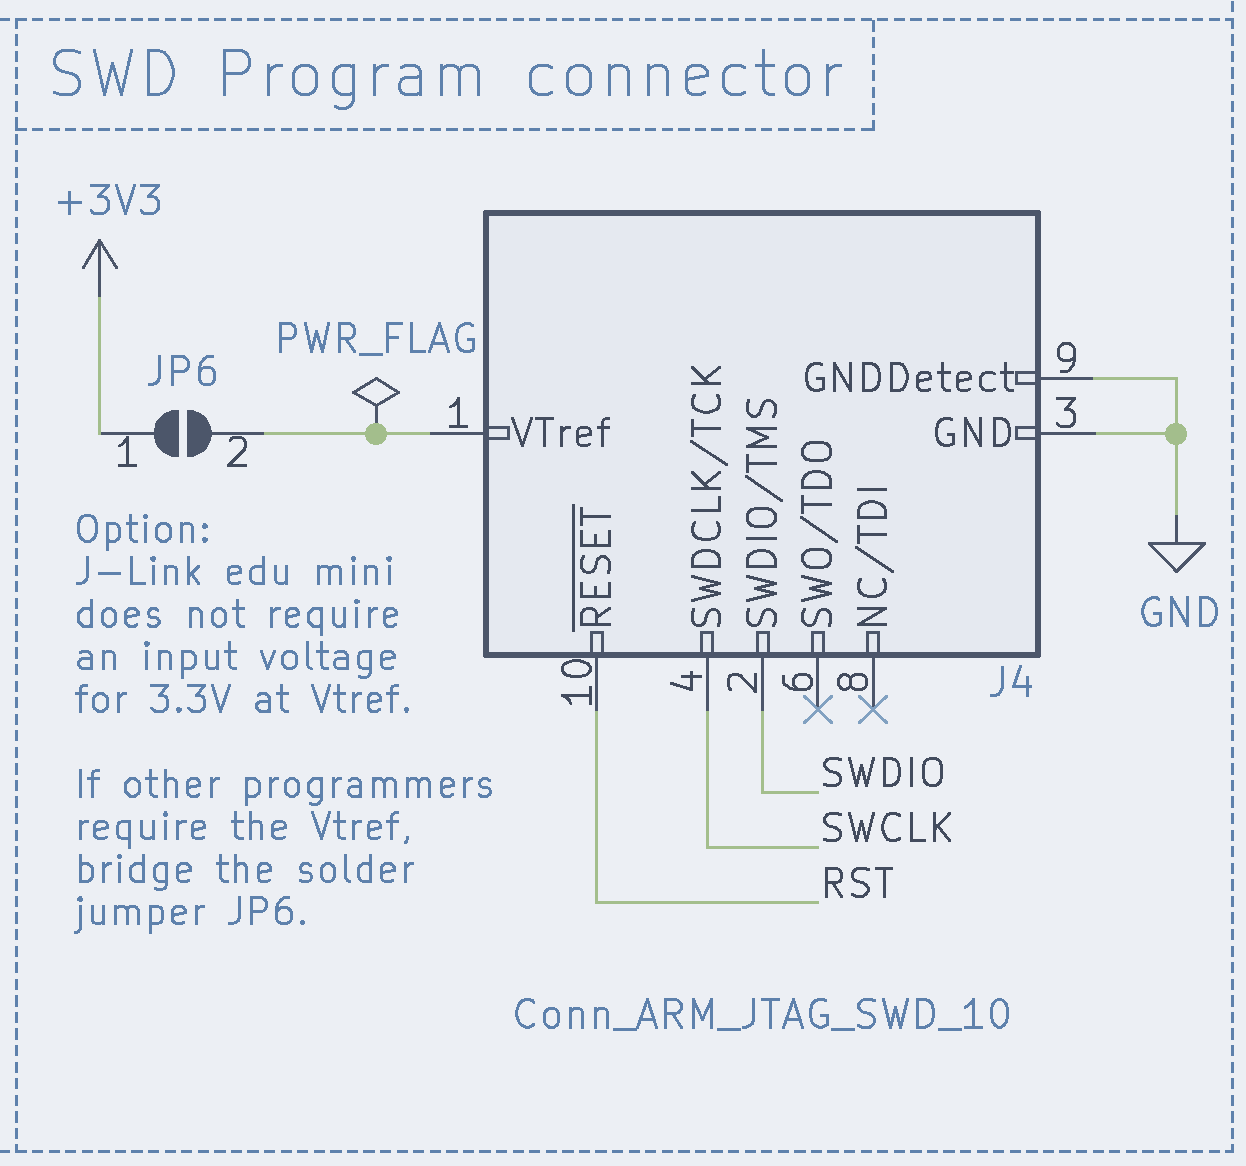 SWD Program connector
+3V3
PWR_FLAG
JP6
1
2
1
VTref
GNDDetect
9
GND
3
RESET
SWDCLK/TCK
SWDIO/TMS
SWO/TDO
NC/TDI
10
4
2
6
8
J4
GND
Option:
J-Link edu mini
does not require
an input voltage
for 3.3V at Vtref.
If other programmers
require the Vtref,
bridge the solder
jumper JP6.
SWDIO
SWCLK
RST
Conn_ARM_JTAG_SWD_10